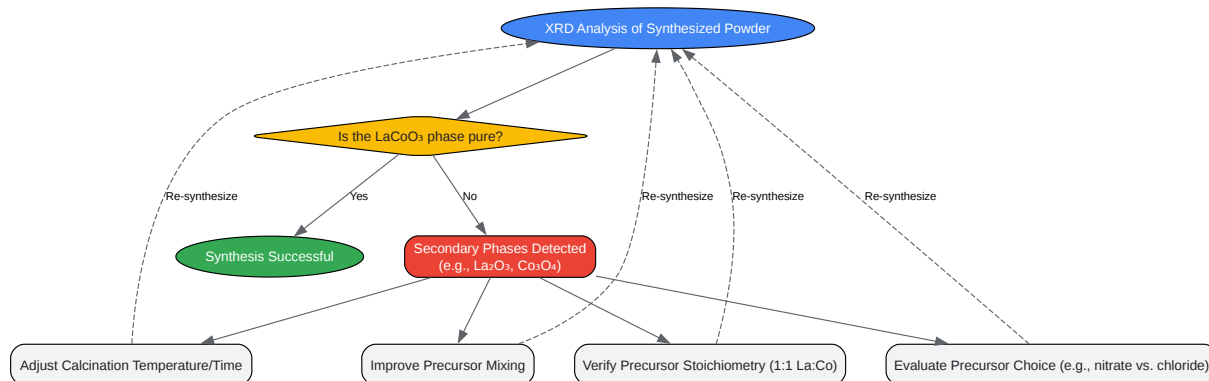 XRD Analysis of Synthesized Powder
Is the LaCoO₃ phase pure?
Re-synthesize
Yes
No
Re-synthesize
Re-synthesize
Re-synthesize
Synthesis Successful
Secondary Phases Detected
(e.g., La₂O₃, Co₃O₄)
Adjust Calcination Temperature/Time
Improve Precursor Mixing
Verify Precursor Stoichiometry (1:1 La:Co)
Evaluate Precursor Choice (e.g., nitrate vs. chloride)